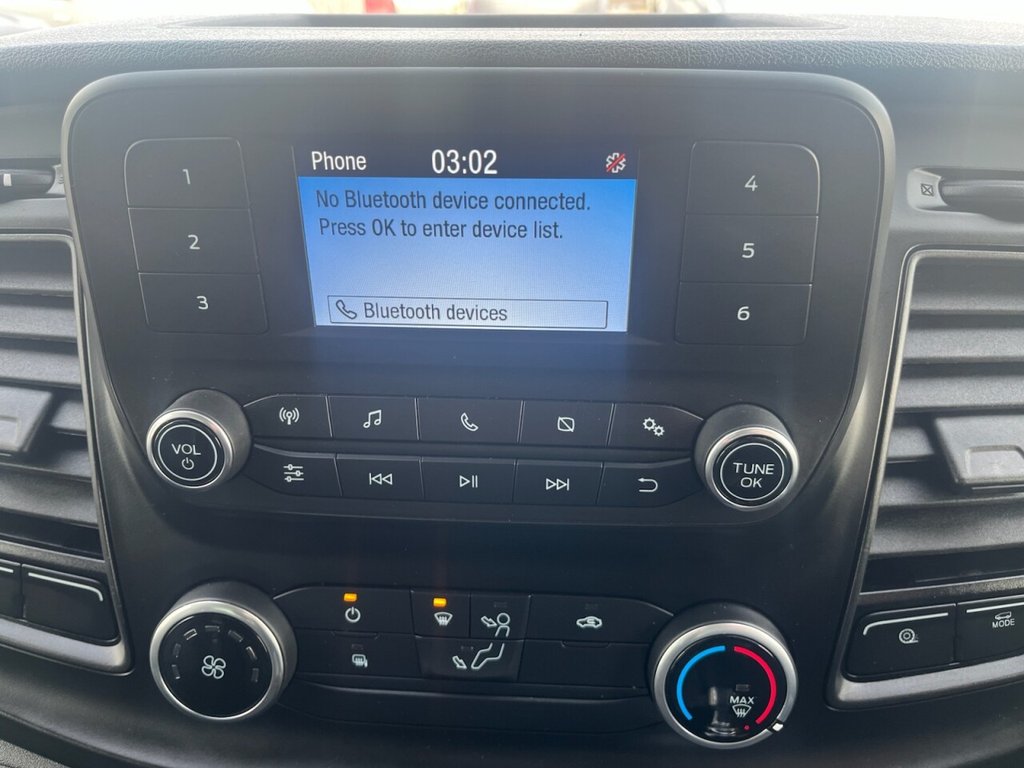 Phone 03:02
No Bluetooth device connected.
Press OK to enter device list.
Bluetooth devices
1
2
3
4
5
6
VOL
TUNE
OK
MAX
MODE